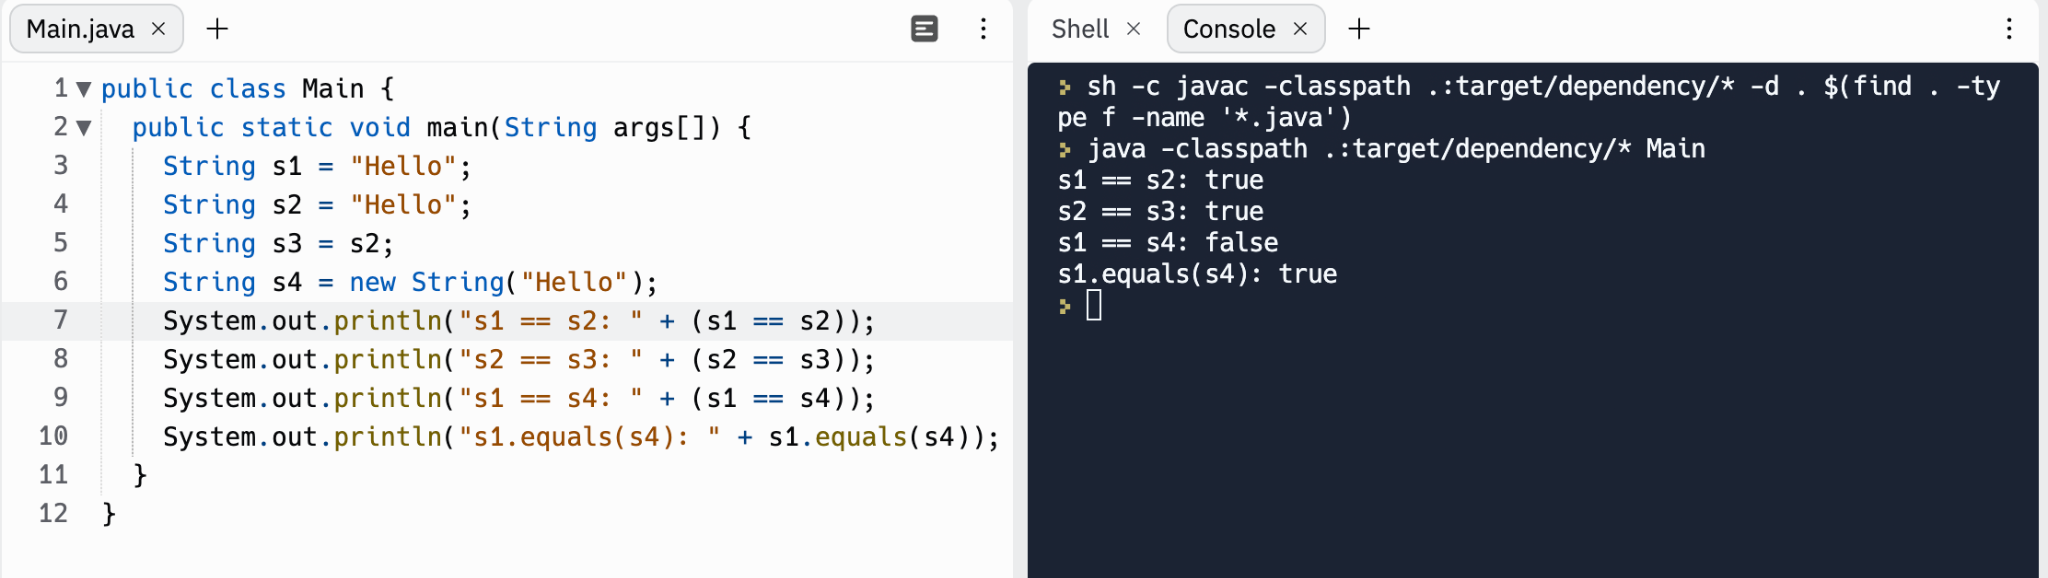 Main.java × +
1 public class Main {
2 public static void main(String args[]) {
3 String s1 = "Hello";
4 String s2 = "Hello";
5 String s3 = s2;
6 String s4 = new String("Hello");
7 System.out.println("s1 == s2: " + (s1 == s2));
8 System.out.println("s2 == s3: " + (s2 == s3));
9 System.out.println("s1 == s4: " + (s1 == s4));
10 System.out.println("s1.equals(s4): " + s1.equals(s4));
11 }
12 }
Shell × Console × +
sh -c javac -classpath .:target/dependency/* -d . $(find . -ty
pe f -name '*.java')
java -classpath .:target/dependency/* Main
s1 == s2: true
s2 == s3: true
s1 == s4: false
s1.equals(s4): true